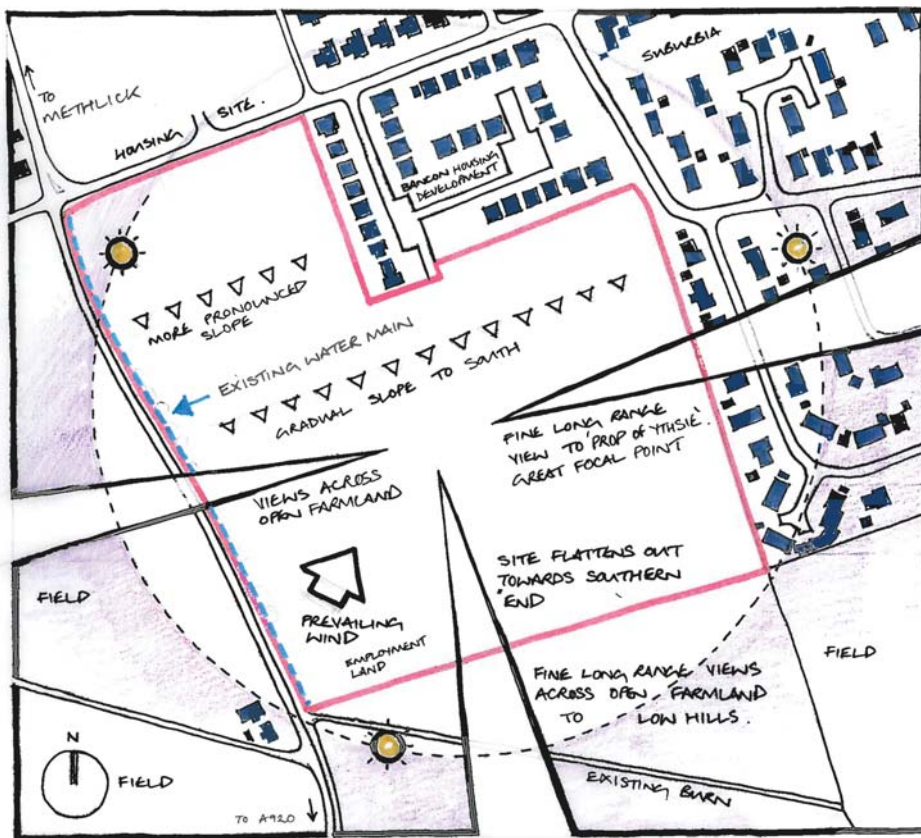 SUBURBIA
TO
METHLICK
HOUSING SITE.
BANCON HOUSING
DEVELOPMENT
MORE PRONOUNCED
SLOPE
EXISTING WATER MAIN
GRADUAL SLOPE TO SOUTH
FINE LONG RANGE
VIEW TO 'PROP OF YTHSIE'.
GREAT FOCAL POINT
VIEWS ACROSS
OPEN FARMLAND
SITE FLATTENS OUT
TOWARDS SOUTHERN
END
FIELD
PREVAILING
WIND
EMPLOYMENT
LAND
FIELD
FINE LONG RANGE VIEWS
ACROSS OPEN FARMLAND
TO LOW HILLS.
N
FIELD
EXISTING BURN
TO A920